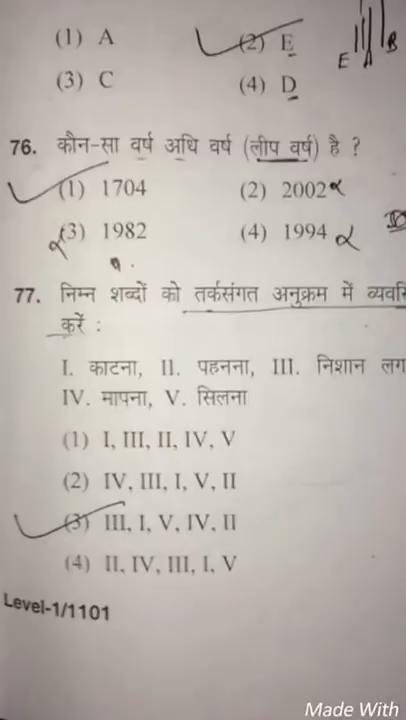 (1) A
(2) E
(3) C
(4) D
E A B
76. कौन-सा वर्ष अधि वर्ष (लीप वर्ष) है ?
(1) 1704
(2) 2002
(3) 1982
(4) 1994
77. निम्न शब्दों को तर्कसंगत अनुक्रम में
करें :
I. काटना, II. पहनना, III. निशान
IV. मापना, V. सिलना
(1) I, III, II, IV, V
(2) IV, III, I, V, II
(3) III, I, V, IV, II
(4) II, IV, III, I, V
Level-1/1101
Made With